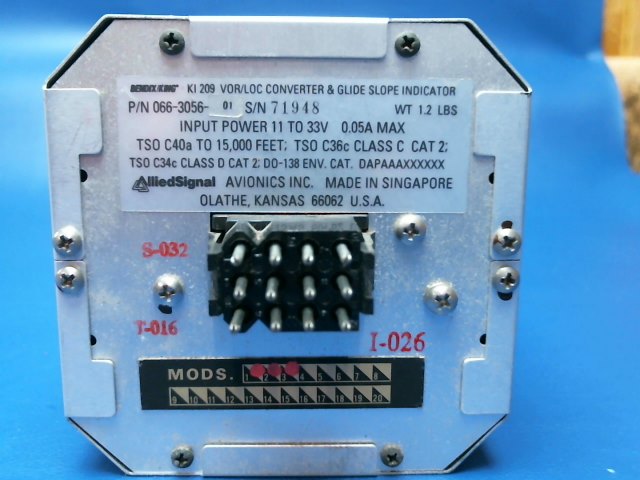 BENDIX/KING® KI 209 VOR/LOC CONVERTER & GLIDE SLOPE INDICATOR
P/N 066-3056- 01 S/N 71948 WT 1.2 LBS
INPUT POWER 11 TO 33V 0.05A MAX
TSO C40a TO 15,000 FEET; TSO C36c CLASS C CAT 2;
TSO C34c CLASS D CAT 2; DO-138 ENV. CAT. DAPAAAXXXXXX
AlliedSignal AVIONICS INC. MADE IN SINGAPORE
OLATHE, KANSAS 66062 U.S.A.
S-032
T-016
I-026
MODS. 1 2 3 4 5 6 7 8
9 10 11 12 13 14 15 16 17 18 19 20